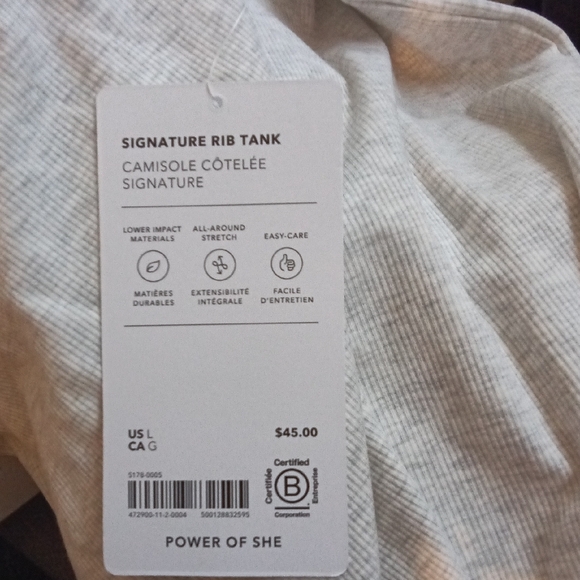 SIGNATURE RIB TANK
CAMISOLE CÔTELÉE
SIGNATURE
LOWER IMPACT
MATERIALS
ALL-AROUND
STRETCH
EASY-CARE
MATIÈRES
DURABLES
EXTENSIBILITÉ
INTÉGRALE
FACILE
D'ENTRETIEN
US L
CA G
$45.00
5178-0005
472900-11-2-0004 500128832595
Certified
Certifiée
B
Entreprise
Corporation
POWER OF SHE